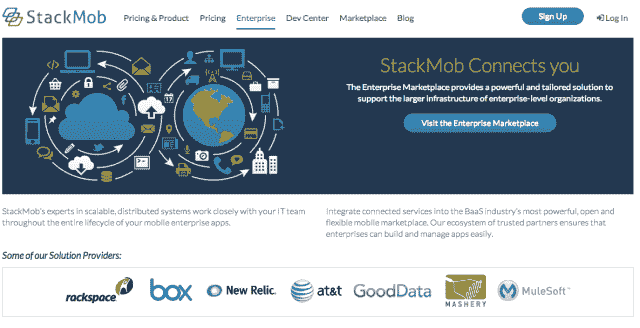 StackMob
Pricing & Product Pricing Enterprise Dev Center Marketplace Blog Sign Up Log In
StackMob Connects you
The Enterprise Marketplace provides a powerful and tailored solution to
support the larger infrastructure of enterprise-level organizations.
Visit the Enterprise Marketplace
StackMob's experts in scalable, distributed systems work closely with your IT team
throughout the entire lifecycle of your mobile enterprise apps.
Integrate connected services into the BaaS industry's most powerful, open and
flexible mobile marketplace. Our ecosystem of trusted partners ensures that
enterprises can build and manage apps easily.
Some of our Solution Providers:
rackspace box New Relic. at&t GoodData MASHERY MuleSoft™